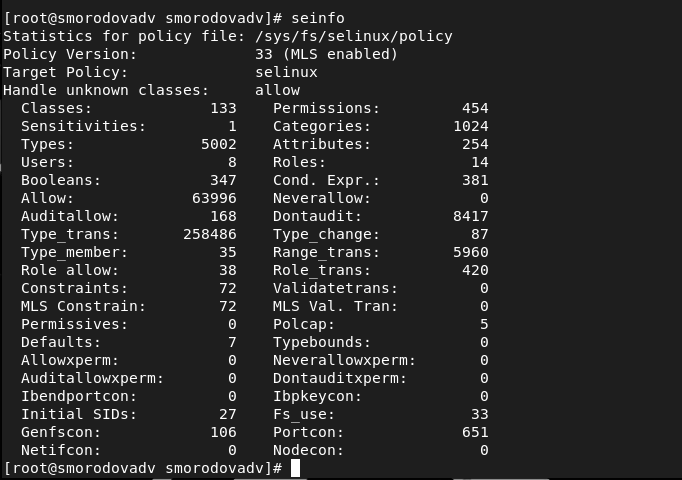 [root@smorodovadv smorodovadv]# seinfo
Statistics for policy file: /sys/fs/selinux/policy
Policy Version:             33 (MLS enabled)
Target Policy:              selinux
Handle unknown classes:     allow
  Classes:             133    Permissions:         454
  Sensitivities:         1    Categories:         1024
  Types:              5002    Attributes:          254
  Users:                 8    Roles:                14
  Booleans:            347    Cond. Expr.:         381
  Allow:             63996    Neverallow:            0
  Auditallow:          168    Dontaudit:          8417
  Type_trans:       258486    Type_change:          87
  Type_member:          35    Range_trans:        5960
  Role allow:           38    Role_trans:          420
  Constraints:          72    Validatetrans:         0
  MLS Constrain:        72    MLS Val. Tran:         0
  Permissives:           0    Polcap:                5
  Defaults:              7    Typebounds:            0
  Allowxperm:            0    Neverallowxperm:       0
  Auditallowxperm:       0    Dontauditxperm:        0
  Ibendportcon:          0    Ibpkeycon:             0
  Initial SIDs:         27    Fs_use:               33
  Genfscon:            106    Portcon:             651
  Netifcon:              0    Nodecon:               0
[root@smorodovadv smorodovadv]#